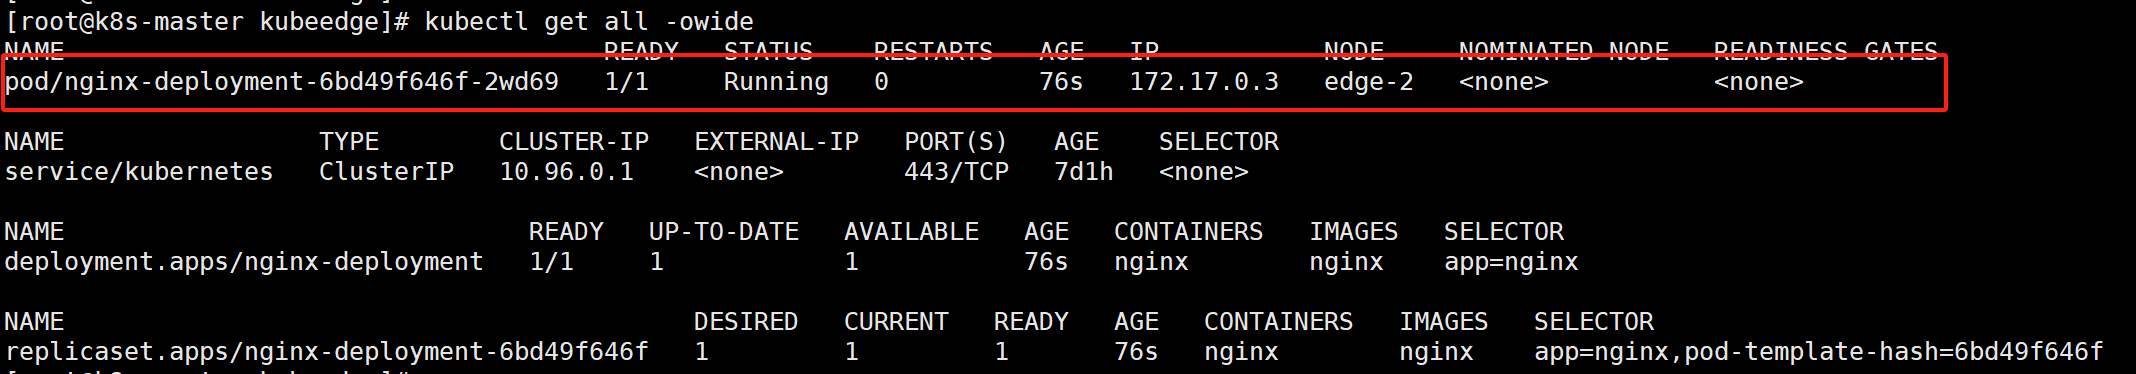 [root@k8s-master kubeedge]# kubectl get all -owide
NAME READY STATUS RESTARTS AGE IP NODE NOMINATED NODE READINESS GATES
pod/nginx-deployment-6bd49f646f-2wd69 1/1 Running 0 76s 172.17.0.3 edge-2 <none> <none>
NAME TYPE CLUSTER-IP EXTERNAL-IP PORT(S) AGE SELECTOR
service/kubernetes ClusterIP 10.96.0.1 <none> 443/TCP 7d1h <none>
NAME READY UP-TO-DATE AVAILABLE AGE CONTAINERS IMAGES SELECTOR
deployment.apps/nginx-deployment 1/1 1 1 76s nginx nginx app=nginx
NAME DESIRED CURRENT READY AGE CONTAINERS IMAGES SELECTOR
replicaset.apps/nginx-deployment-6bd49f646f 1 1 1 76s nginx nginx app=nginx,pod-template-hash=6bd49f646f